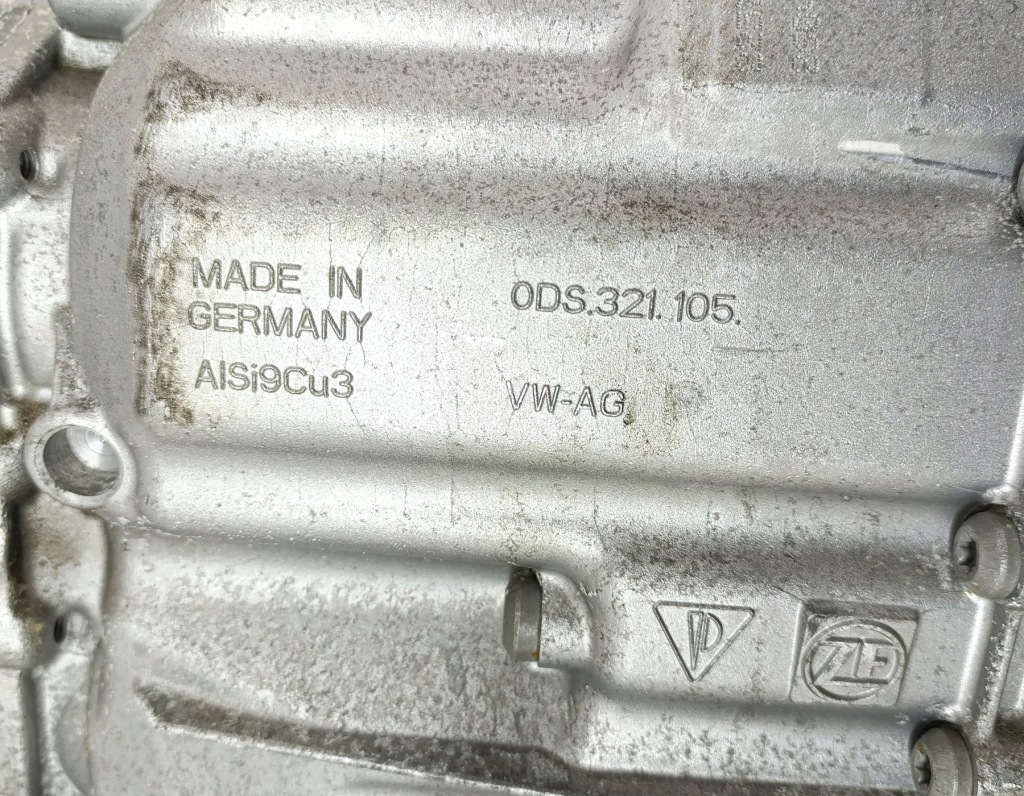 MADE IN
GERMANY
AlSi9Cu3
0DS.321.105.
VW-AG
ZF